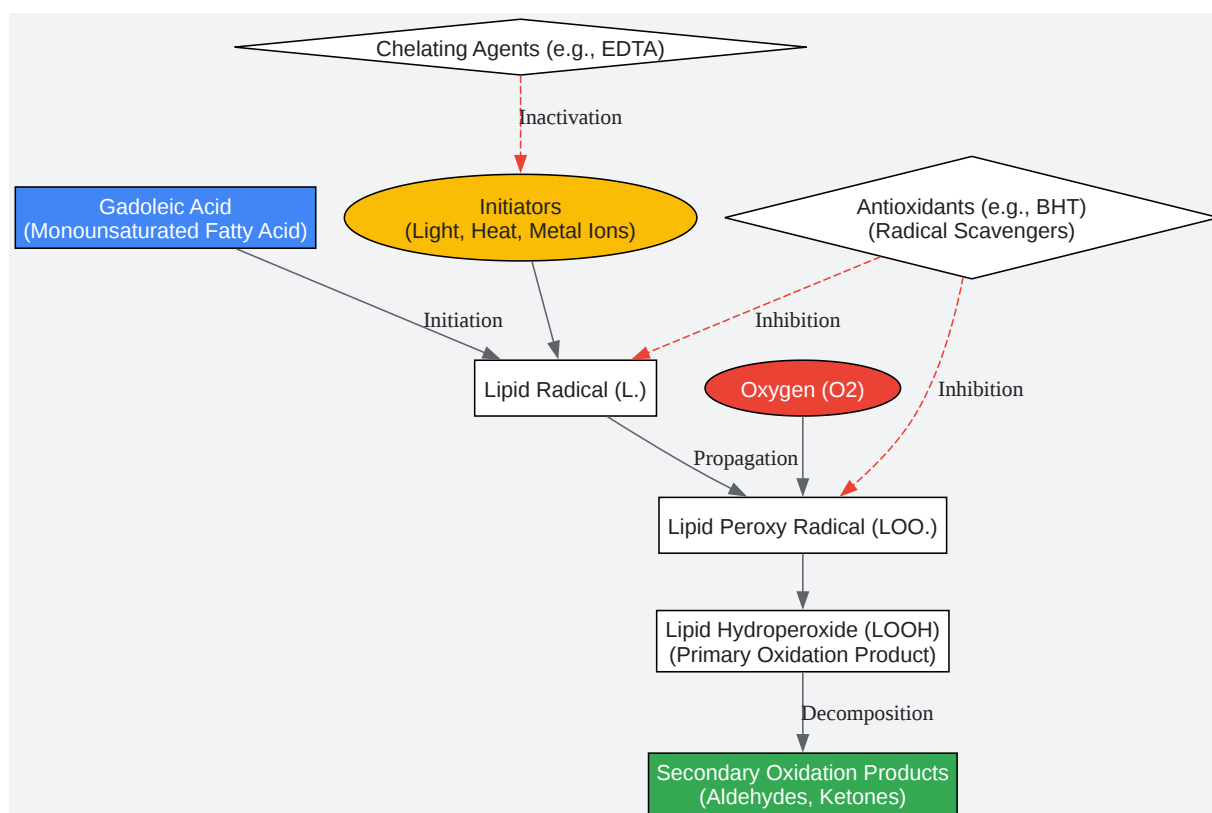 Chelating Agents (e.g., EDTA)
Inactivation
Gadoleic Acid
(Monounsaturated Fatty Acid)
Initiators
(Light, Heat, Metal Ions)
Antioxidants (e.g., BHT)
(Radical Scavengers)
Initiation
Inhibition
Lipid Radical (L.)
Oxygen (O2)
Inhibition
Propagation
Lipid Peroxy Radical (LOO.)
Lipid Hydroperoxide (LOOH)
(Primary Oxidation Product)
Decomposition
Secondary Oxidation Products
(Aldehydes, Ketones)